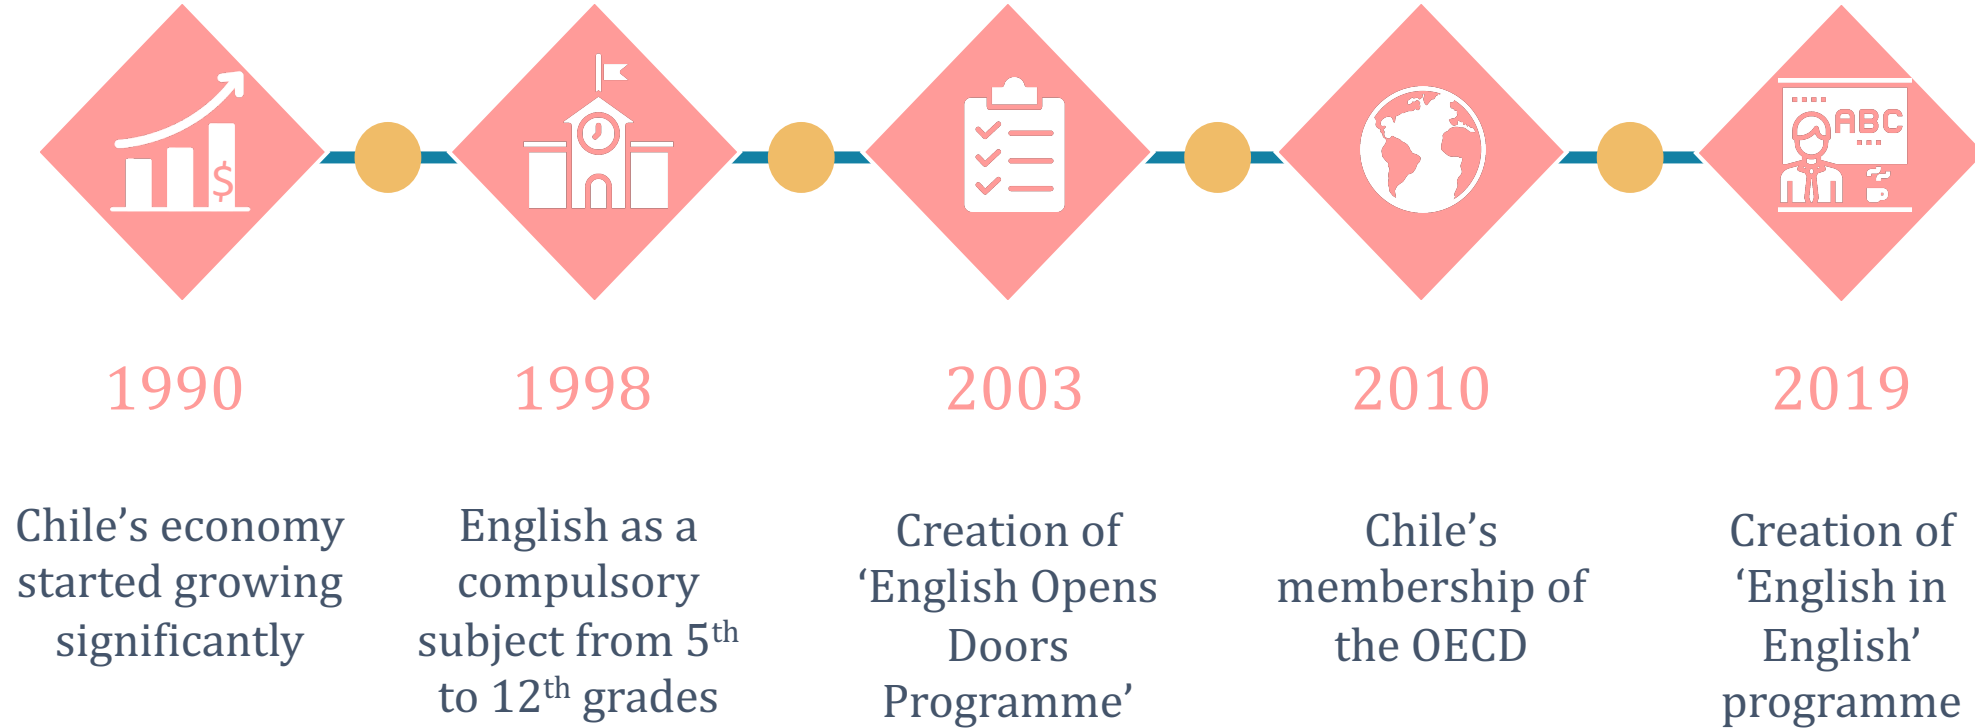 $
ABC
1990
1998
2003
2010
2019
Chile’s economy
started growing
significantly
English as a
compulsory
subject from 5th
to 12th grades
Creation of
‘English Opens
Doors
Programme’
Chile’s
membership of
the OECD
Creation of
‘English in
English’
programme